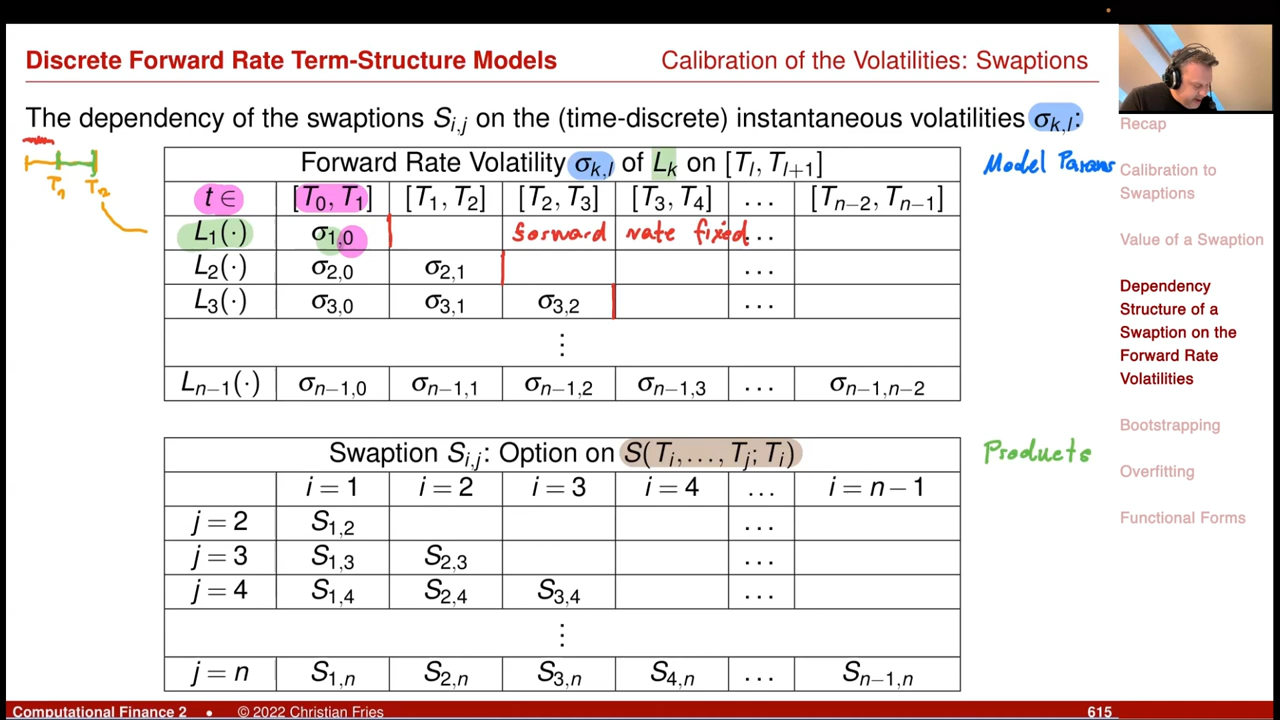 Discrete Forward Rate Term-Structure Models Calibration of the Volatilities: Swaptions
The dependency of the swaptions S_{i,j} on the (time-discrete) instantaneous volatilities σ_{k,l}:
T_1 T_2
Forward Rate Volatility σ_{k,l} of L_k on [T_l, T_{l+1}] Model Params
t ∈ [T_0, T_1] [T_1, T_2] [T_2, T_3] [T_3, T_4] ... [T_{n−2}, T_{n−1}]
L_1(·) σ_{1,0} forward rate fixed ...
L_2(·) σ_{2,0} σ_{2,1} ...
L_3(·) σ_{3,0} σ_{3,1} σ_{3,2} ...
⋮
L_{n−1}(·) σ_{n−1,0} σ_{n−1,1} σ_{n−1,2} σ_{n−1,3} ... σ_{n−1,n−2}
Swaption S_{i,j}: Option on S(T_i,...,T_j; T_i) Products
i = 1 i = 2 i = 3 i = 4 ... i = n − 1
j = 2 S_{1,2} ...
j = 3 S_{1,3} S_{2,3} ...
j = 4 S_{1,4} S_{2,4} S_{3,4} ...
⋮
j = n S_{1,n} S_{2,n} S_{3,n} S_{4,n} ... S_{n−1,n}
Recap
Calibration to
Swaptions
Value of a Swaption
Dependency
Structure of a
Swaption on the
Forward Rate
Volatilities
Bootstrapping
Overfitting
Functional Forms
Computational Finance 2 • © 2022 Christian Fries 615